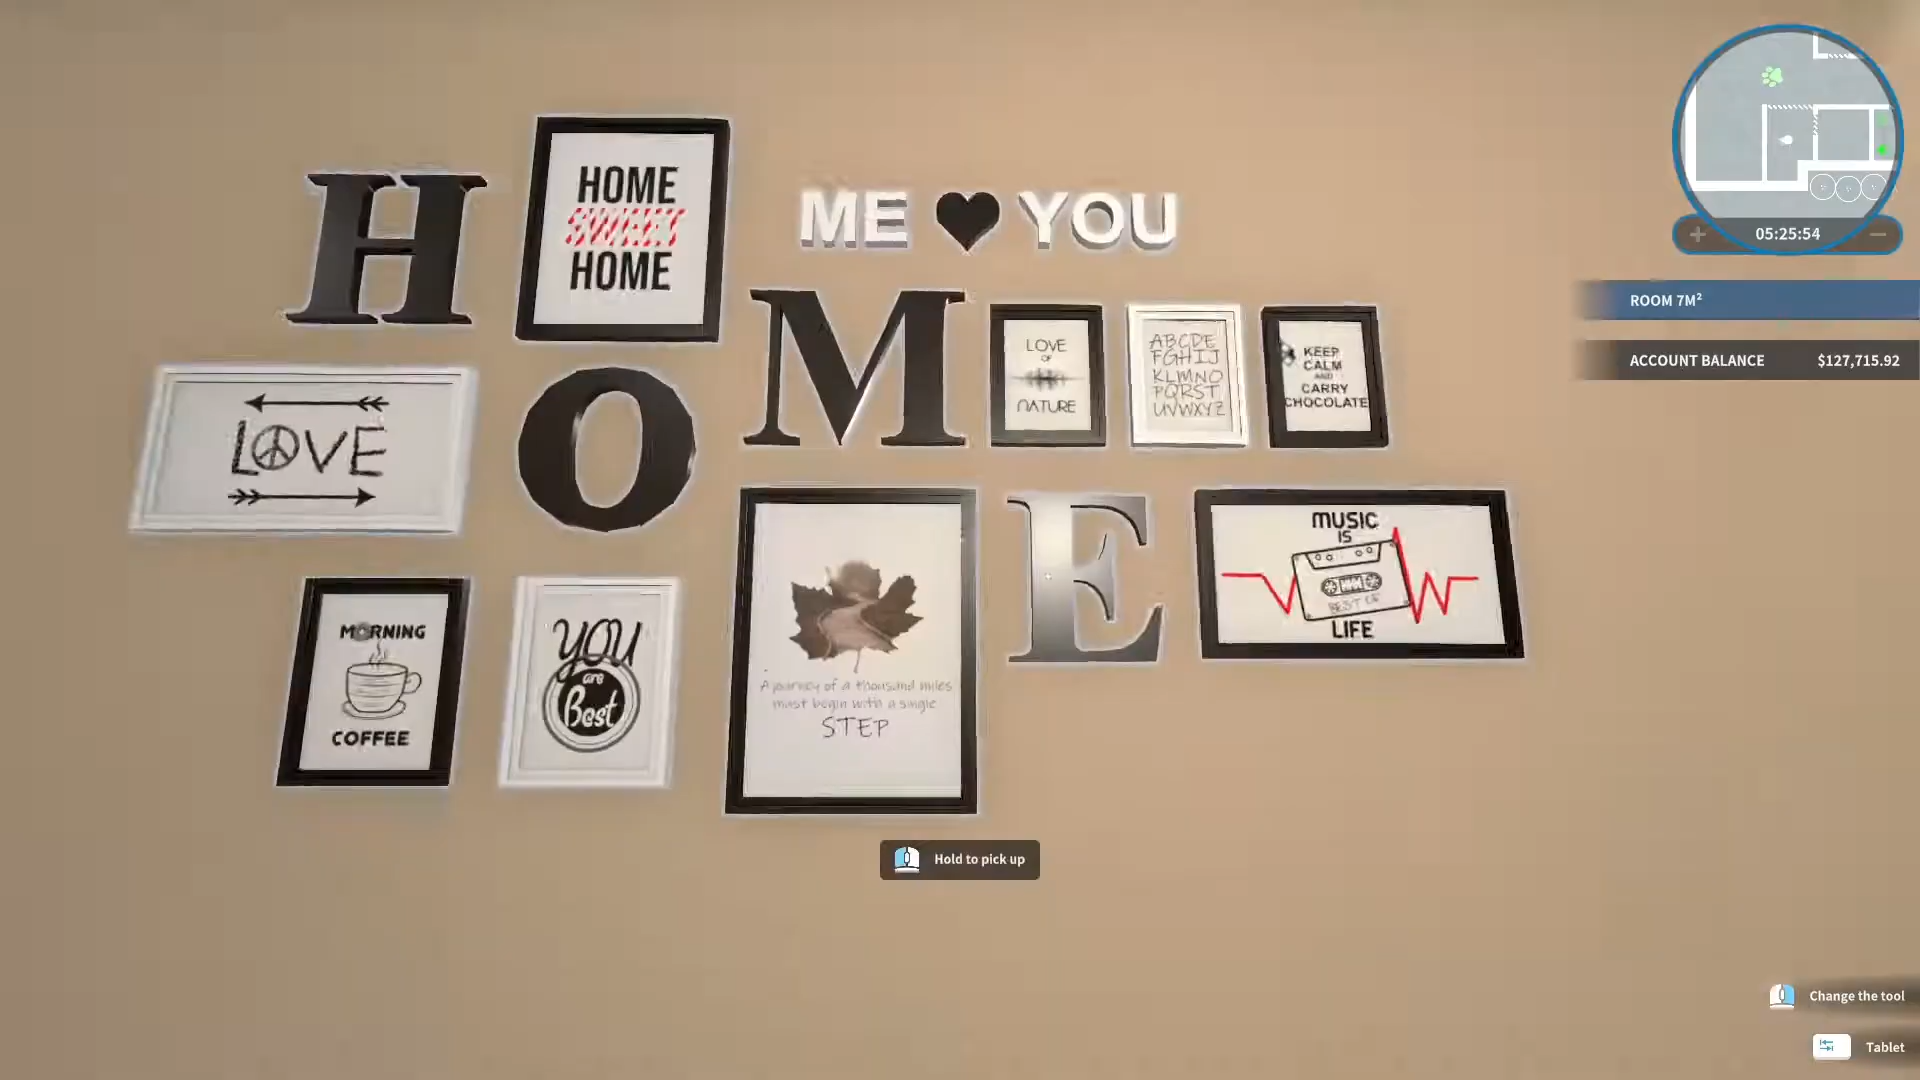 H
HOME
SWEET
HOME
ME YOU
M
LOVE
OF
NATURE
ABCDE
FGHIJ
KLMNO
PQRST
UVWXYZ
KEEP
CALM
AND
CARRY
CHOCOLATE
LOVE
O
E
MUSIC
IS
BEST OF
LIFE
MORNING
COFFEE
YOU
are
Best
A journey of a thousand miles
must begin with a single
STEP
Hold to pick up
05:25:54
ROOM 7M²
ACCOUNT BALANCE $127,715.92
Change the tool
Tablet